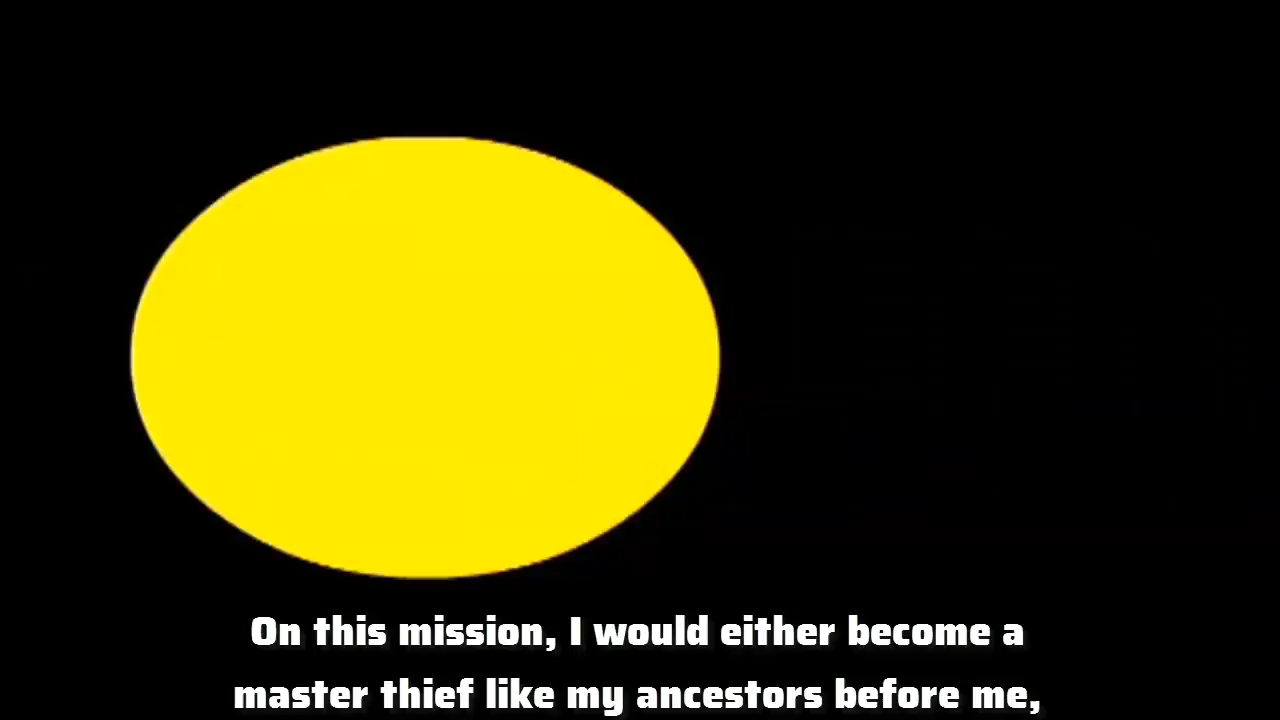 On this mission, I would either become a
master thief like my ancestors before me,